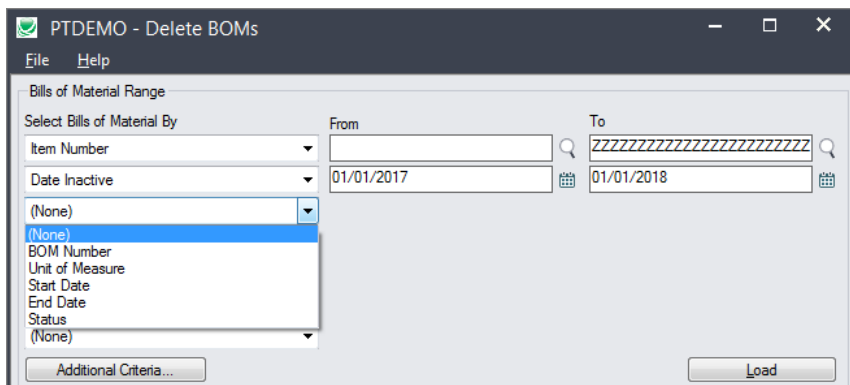 PTDEMO - Delete BOMs
File Help
Bills of Material Range
Select Bills of Material By From To
Item Number ZZZZZZZZZZZZZZZZZZZZZZZZ
Date Inactive 01/01/2017 01/01/2018
(None)
(None)
BOM Number
Unit of Measure
Start Date
End Date
Status
(None)
Additional Criteria... Load